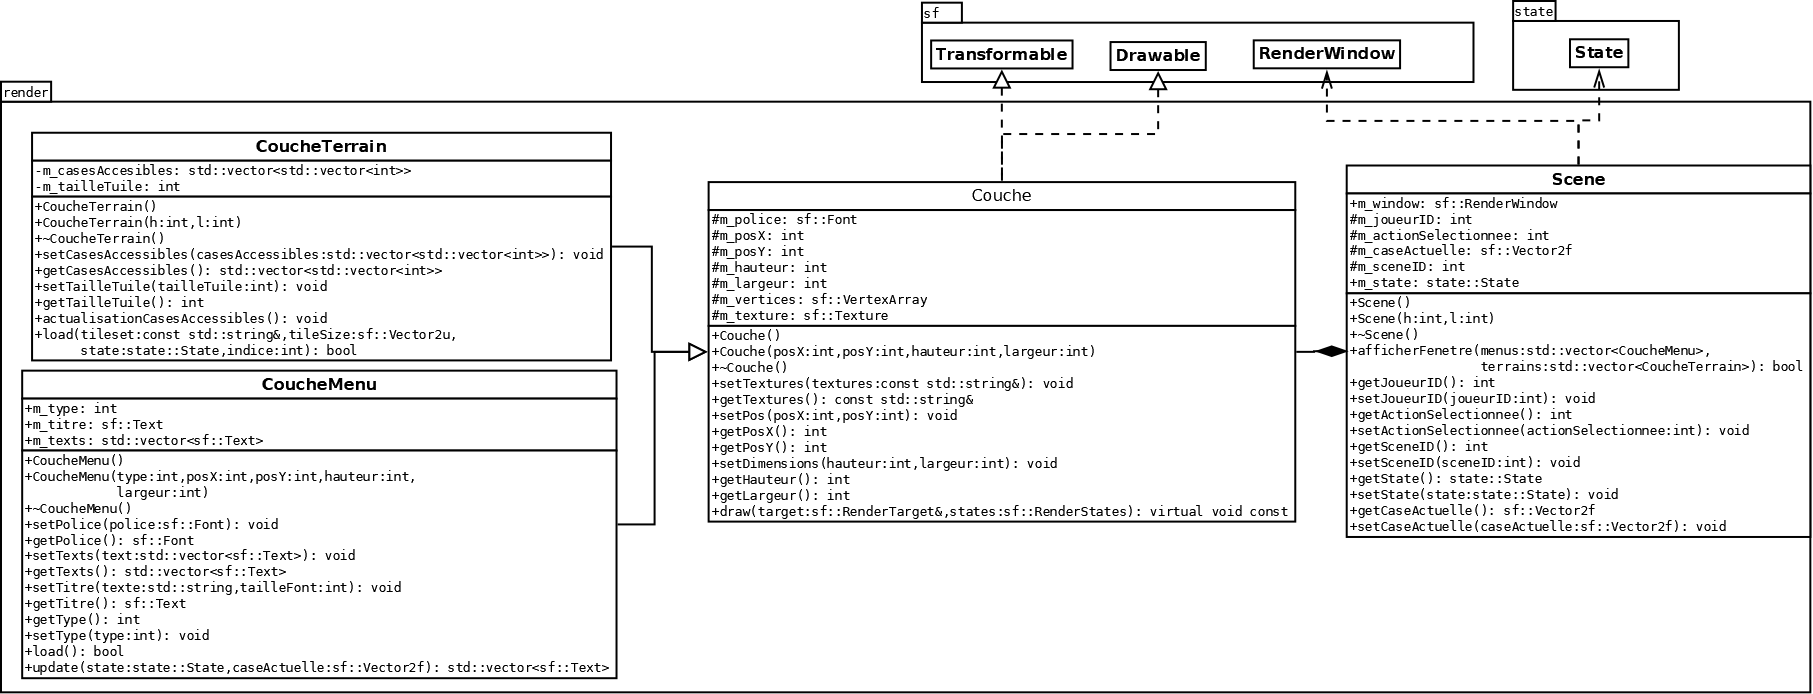 sf
Transformable
Drawable
RenderWindow
state
State
render
CoucheTerrain
-m_casesAccesibles: std::vector<std::vector<int>>
-m_tailleTuile: int
+CoucheTerrain()
+CoucheTerrain(h:int,l:int)
+~CoucheTerrain()
+setCasesAccessibles(casesAccessibles:std::vector<std::vector<int>>): void
+getCasesAccessibles(): std::vector<std::vector<int>>
+setTailleTuile(tailleTuile:int): void
+getTailleTuile(): int
+actualisationCasesAccessibles(): void
+load(tileset:const std::string&,tileSize:sf::Vector2u,
state:state::State,indice:int): bool
CoucheMenu
+m_type: int
+m_titre: sf::Text
+m_texts: std::vector<sf::Text>
+CoucheMenu()
+CoucheMenu(type:int,posX:int,posY:int,hauteur:int,
largeur:int)
+~CoucheMenu()
+setPolice(police:sf::Font): void
+getPolice(): sf::Font
+setTexts(text:std::vector<sf::Text>): void
+getTexts(): std::vector<sf::Text>
+setTitre(texte:std::string,tailleFont:int): void
+getTitre(): sf::Text
+getType(): int
+setType(type:int): void
+load(): bool
+update(state:state::State,caseActuelle:sf::Vector2f): std::vector<sf::Text>
Couche
#m_police: sf::Font
#m_posX: int
#m_posY: int
#m_hauteur: int
#m_largeur: int
#m_vertices: sf::VertexArray
#m_texture: sf::Texture
+Couche()
+Couche(posX:int,posY:int,hauteur:int,largeur:int)
+~Couche()
+setTextures(textures:const std::string&): void
+getTextures(): const std::string&
+setPos(posX:int,posY:int): void
+getPosX(): int
+getPosY(): int
+setDimensions(hauteur:int,largeur:int): void
+getHauteur(): int
+getLargeur(): int
+draw(target:sf::RenderTarget&,states:sf::RenderStates): virtual void const
Scene
+m_window: sf::RenderWindow
#m_joueurID: int
#m_actionSelectionnee: int
#m_caseActuelle: sf::Vector2f
#m_sceneID: int
+m_state: state::State
+Scene()
+Scene(h:int,l:int)
+~Scene()
+afficherFenetre(menus:std::vector<CoucheMenu>,
terrains:std::vector<CoucheTerrain>): bool
+getJoueurID(): int
+setJoueurID(joueurID:int): void
+getActionSelectionnee(): int
+setActionSelectionnee(actionSelectionnee:int): void
+getSceneID(): int
+setSceneID(sceneID:int): void
+getState(): state::State
+setState(state:state::State): void
+getCaseActuelle(): sf::Vector2f
+setCaseActuelle(caseActuelle:sf::Vector2f): void